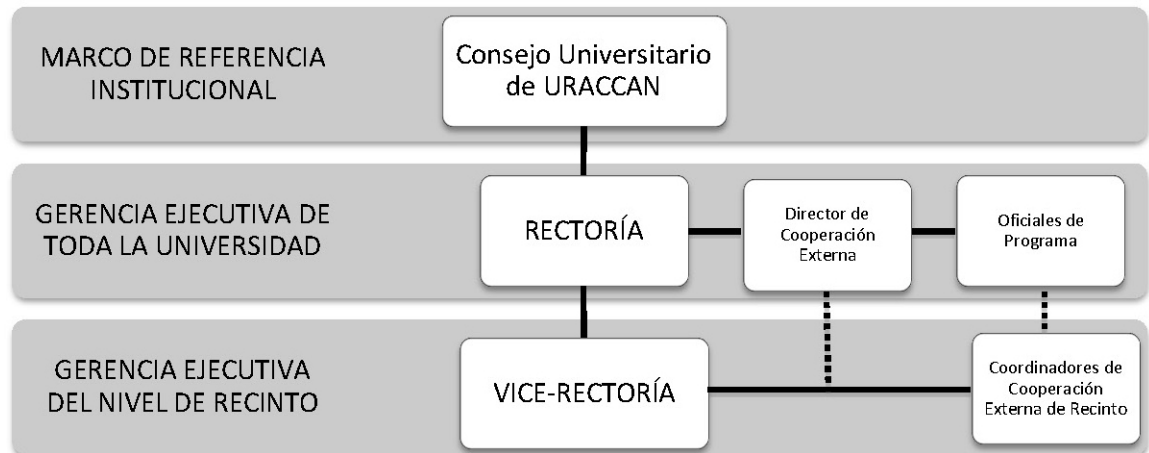 MARCO DE REFERENCIA
INSTITUCIONAL
Consejo Universitario
de URACCAN
GERENCIA EJECUTIVA DE
TODA LA UNIVERSIDAD
RECTORÍA
Director de
Cooperación
Externa
Oficiales de
Programa
GERENCIA EJECUTIVA
DEL NIVEL DE RECINTO
VICE-RECTORÍA
Coordinadores de
Cooperación
Externa de Recinto